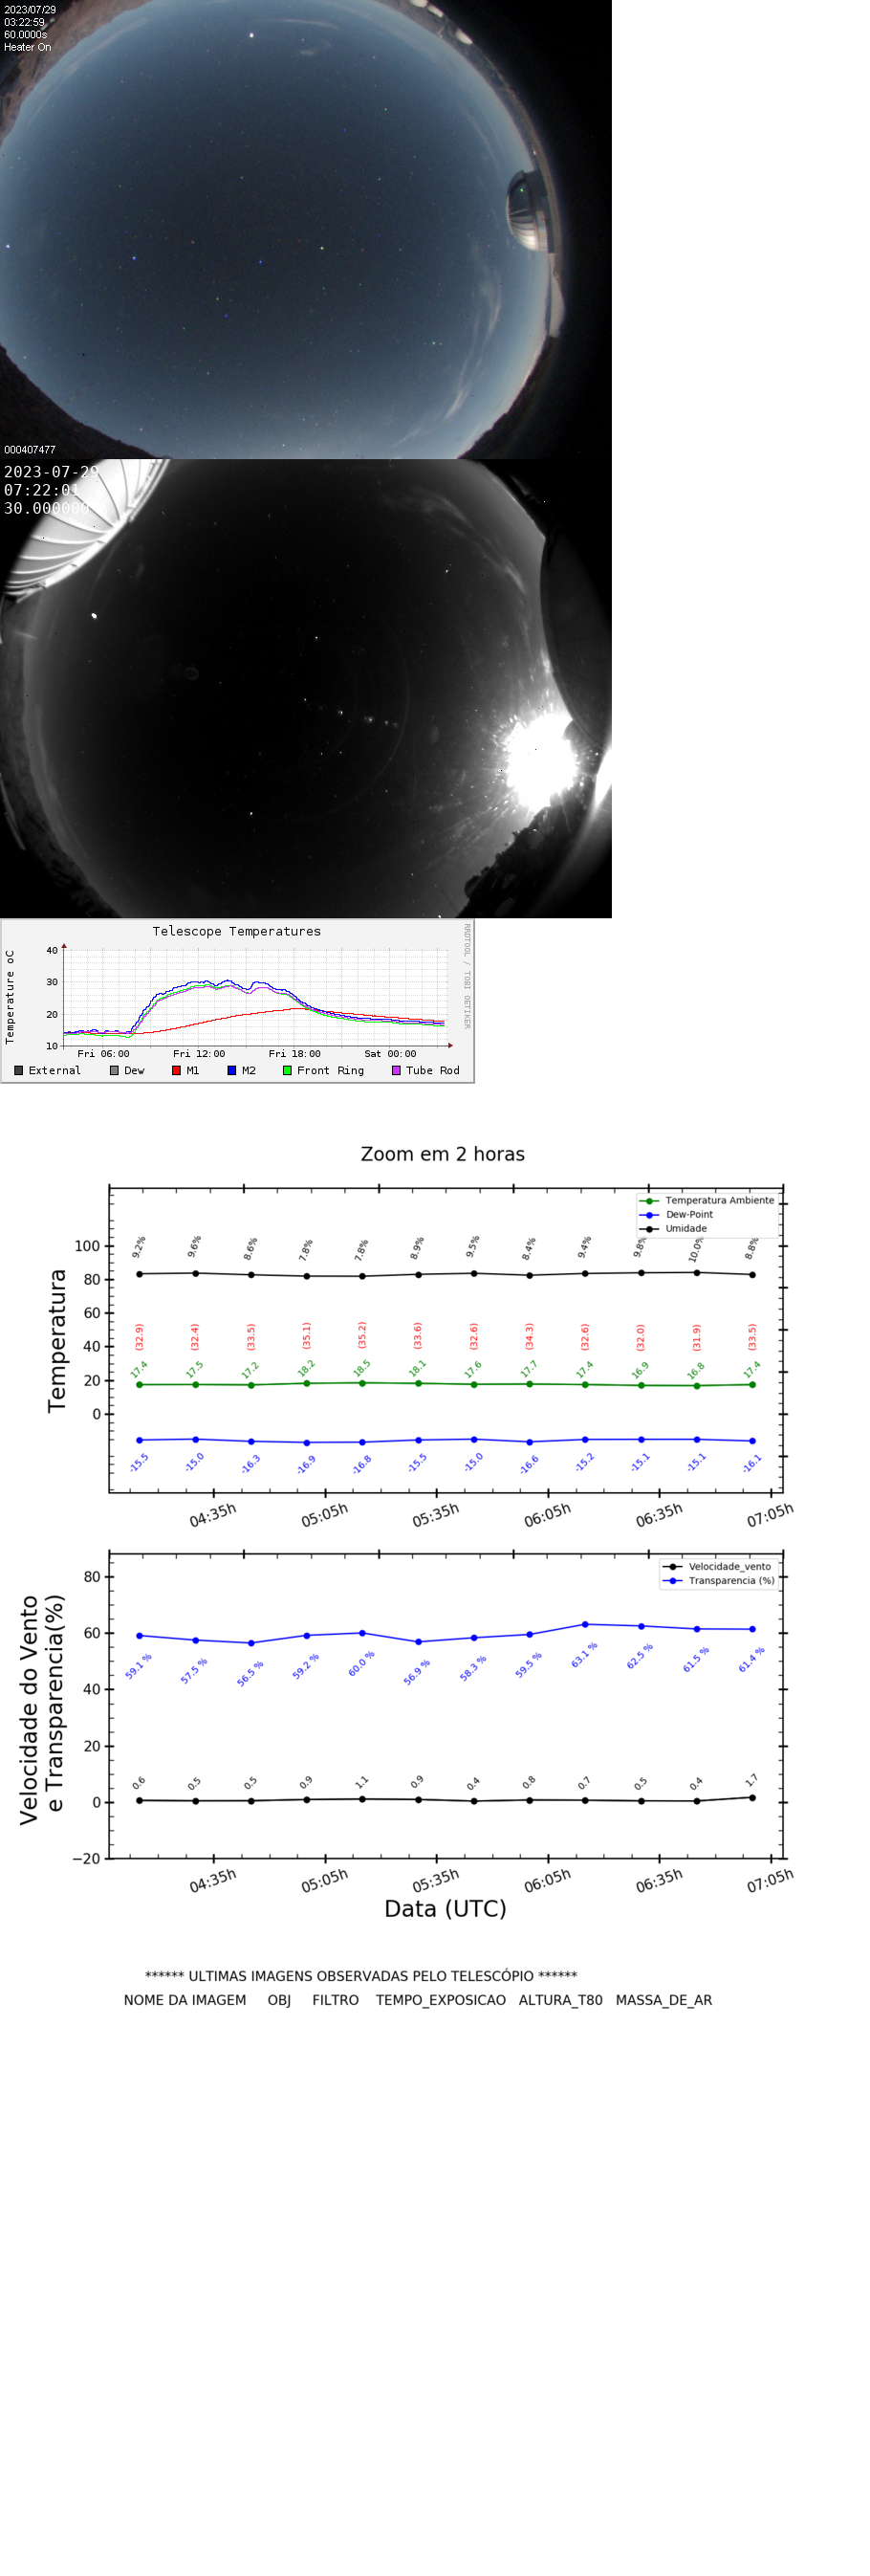 2023/07/29
03:22:59
60.0000s
Heater On
000407477
2023-07-29
07:22:01
30.000000
Telescope Temperatures
RRDTOOL / TOBI OETIKER
Temperature oC
40
30
20
10
Fri 06:00 Fri 12:00 Fri 18:00 Sat 00:00
External Dew M1 M2 Front Ring Tube Rod
Zoom em 2 horas
Temperatura Ambiente
Dew-Point
Umidade
Temperatura
100
80
60
40
20
0
9.2% 9.6% 8.6% 7.8% 7.8% 8.9% 9.5% 8.4% 9.4% 9.8% 10.0% 8.8%
(32.9) (32.4) (33.5) (35.1) (35.2) (33.6) (32.6) (34.3) (32.6) (32.0) (31.9) (33.5)
17.4 17.5 17.2 18.2 18.5 18.1 17.6 17.7 17.4 16.9 16.8 17.4
-15.5 -15.0 -16.3 -16.9 -16.8 -15.5 -15.0 -16.6 -15.2 -15.1 -15.1 -16.1
04:35h 05:05h 05:35h 06:05h 06:35h 07:05h
Velocidade_vento
Transparencia (%)
Velocidade do Vento
e Transparencia(%)
80
60
40
20
0
−20
59.1 % 57.5 % 56.5 % 59.2 % 60.0 % 56.9 % 58.3 % 59.5 % 63.1 % 62.5 % 61.5 % 61.4 %
0.6 0.5 0.5 0.9 1.1 0.9 0.4 0.8 0.7 0.5 0.4 1.7
04:35h 05:05h 05:35h 06:05h 06:35h 07:05h
Data (UTC)
****** ULTIMAS IMAGENS OBSERVADAS PELO TELESCÓPIO ******
NOME DA IMAGEM OBJ FILTRO TEMPO_EXPOSICAO ALTURA_T80 MASSA_DE_AR